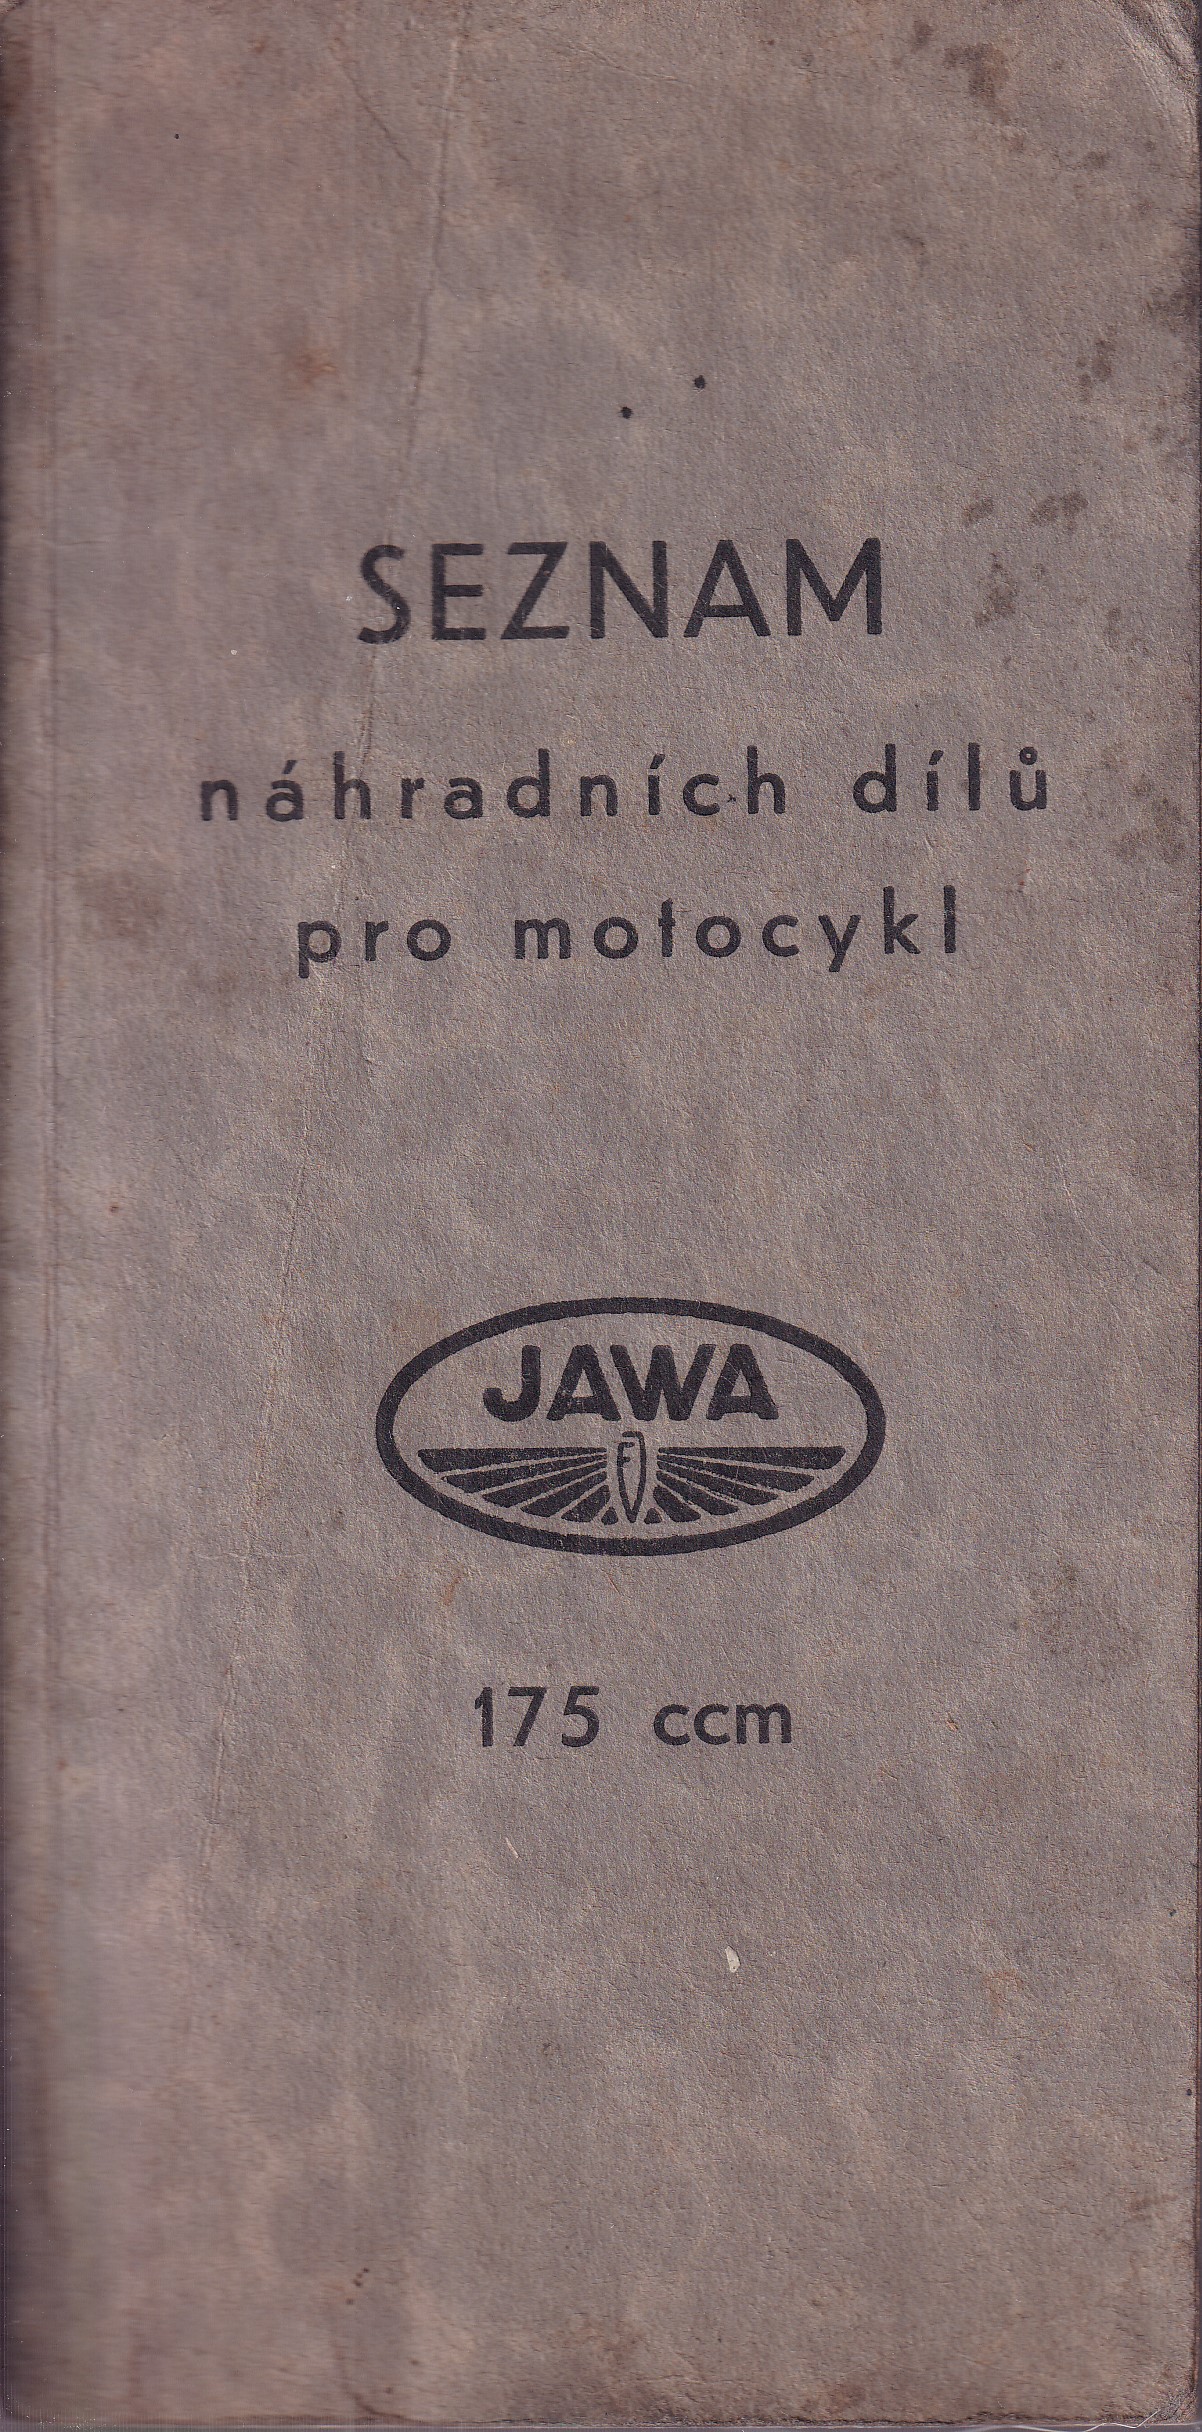 SEZNAM
náhradních dílů
pro motocykl
JAWA
175 ccm